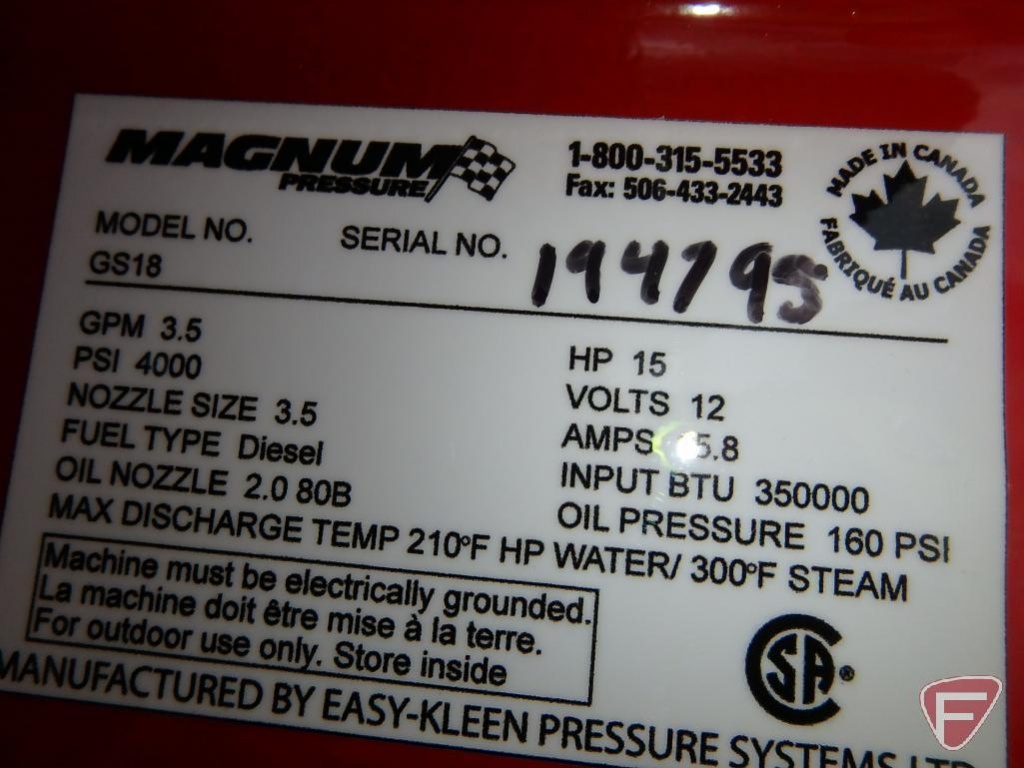 MAGNUM
PRESSURE
1-800-315-5533
Fax: 506-433-2443
MADE IN CANADA
FABRIQUÉ AU CANADA
MODEL NO.
GS18
SERIAL NO. 194795
GPM 3.5
PSI 4000
NOZZLE SIZE 3.5
FUEL TYPE Diesel
OIL NOZZLE 2.0 80B
HP 15
VOLTS 12
AMPS
INPUT BTU 350000
OIL PRESSURE 160 PSI
MAX DISCHARGE TEMP 210°F HP WATER/ 300°F STEAM
Machine must be electrically grounded.
La machine doit être mise à la terre.
For outdoor use only. Store inside
MANUFACTURED BY EASY-KLEEN PRESSURE SYSTEMS LTD
SA®
F